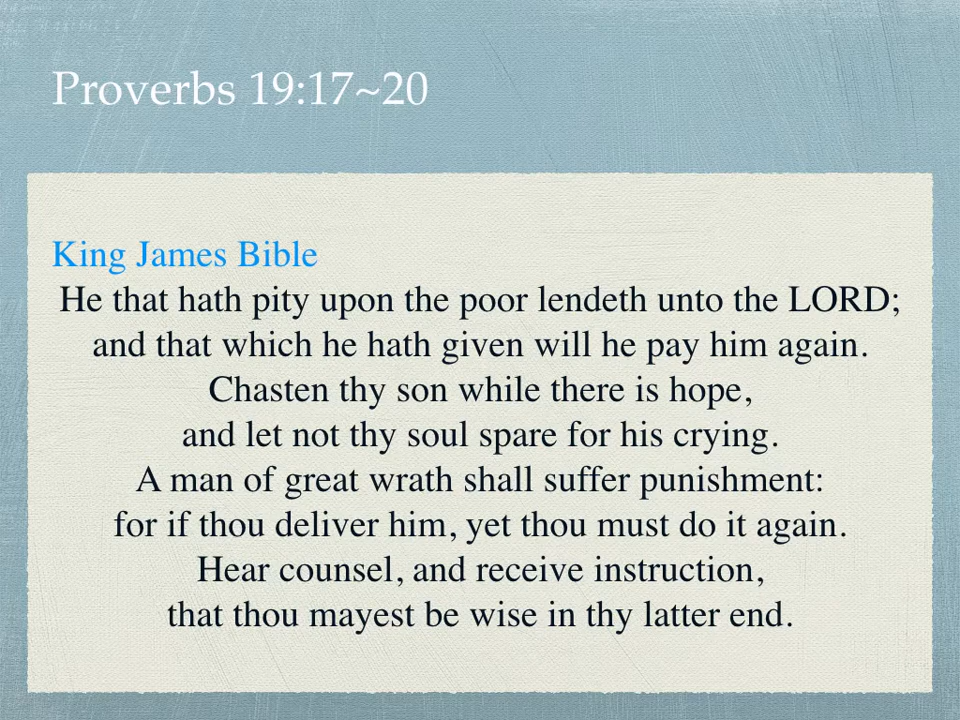 Proverbs 19:17~20
King James Bible
He that hath pity upon the poor lendeth unto the LORD;
and that which he hath given will he pay him again.
Chasten thy son while there is hope,
and let not thy soul spare for his crying.
A man of great wrath shall suffer punishment:
for if thou deliver him, yet thou must do it again.
Hear counsel, and receive instruction,
that thou mayest be wise in thy latter end.